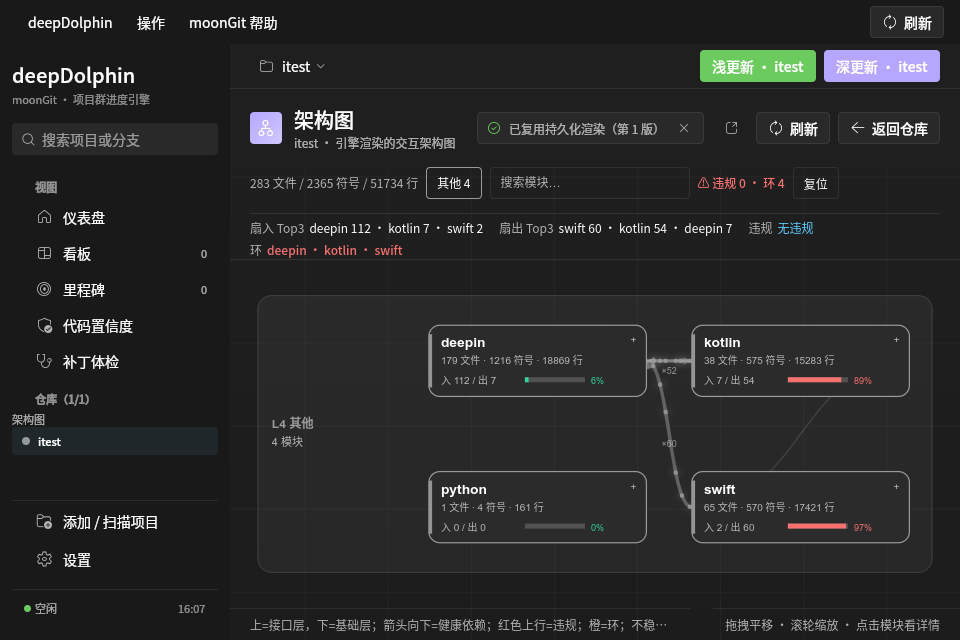 deepDolphin 操作 moonGit 帮助 刷新
deepDolphin
moonGit • 项目群进度引擎
搜索项目或分支
视图
仪表盘
看板 0
里程碑 0
代码置信度
补丁体检
仓库（1/1）
架构图
itest
添加 / 扫描项目
设置
空闲 16:07
itest 浅更新 • itest 深更新 • itest
架构图
itest • 引擎渲染的交互架构图
已复用持久化渲染（第 1 版）
刷新 返回仓库
283 文件 / 2365 符号 / 51734 行 其他 4 搜索模块… 违规 0 • 环 4 复位
扇入 Top3 deepin 112 • kotlin 7 • swift 2 扇出 Top3 swift 60 • kotlin 54 • deepin 7 违规 无违规
环 deepin • kotlin • swift
L4 其他
4 模块
deepin +
179 文件 · 1216 符号 · 18869 行
入 112 / 出 7 6%
kotlin +
38 文件 · 575 符号 · 15283 行
入 7 / 出 54 89%
×52
×60
python +
1 文件 · 4 符号 · 161 行
入 0 / 出 0 0%
swift +
65 文件 · 570 符号 · 17421 行
入 2 / 出 60 97%
上=接口层，下=基础层；箭头向下=健康依赖；红色上行=违规；橙=环；不稳… 拖拽平移 • 滚轮缩放 • 点击模块看详情